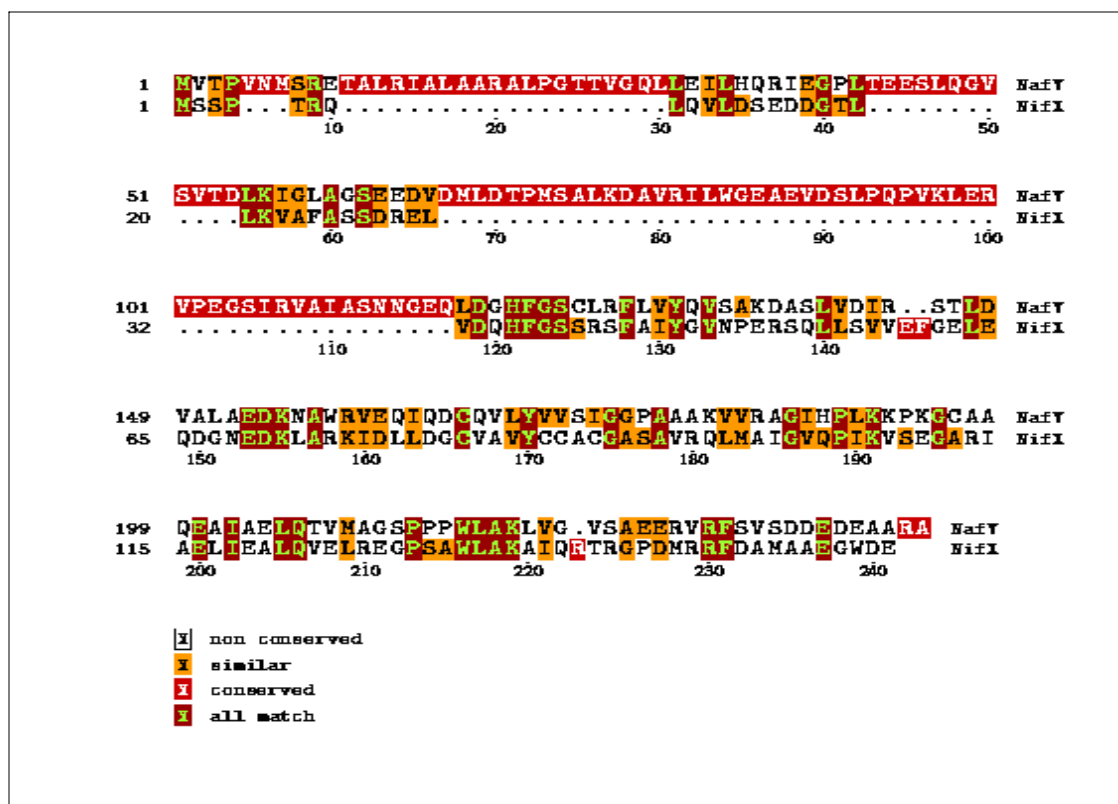 1 MVTPVNMSRETALRIALAARALPGTTVGQLLEILHQRIEGPLTEESLQGV NafY
1 MSSP...TRQ....................LQVLDSEDDGTL........ NifX
10 20 30 40 50
51 SVTDLKIGLAGSEEDVDMLDTPMSALKDAVRILWGEAEVDSLPQPVKLER NafY
20 ....LKVAFASSDREL.................................. NifX
60 70 80 90 100
101 VPEGSIRVAIASNNGEQLDGHFGSCLRFLVYQVSAKDASLVDIR..STLD NafY
32 .................VDQHFGSSRSFAIYGVNPERSQLLSVVEFGELE NifX
110 120 130 140
149 VALAEDKNAWRVEQIQDCQVLYVVSIGGPAAAKVVRAGIHPLKKPKGCAA NafY
65 QDGNEDKLARKIDLLDGCVAVYCCACGASAVRQLMAIGVQPIKVSEGARI NifX
150 160 170 180 190
199 QEAIAELQTVMAGSPPPWLAKLVG.VSAEERVRFSVSDDEDEAARA NafY
115 AELIEALQVELREGPSAWLAKAIQRTRGPDMRRFDAMAAEGWDE NifX
200 210 220 230 240
X non conserved
X similar
X conserved
X all match